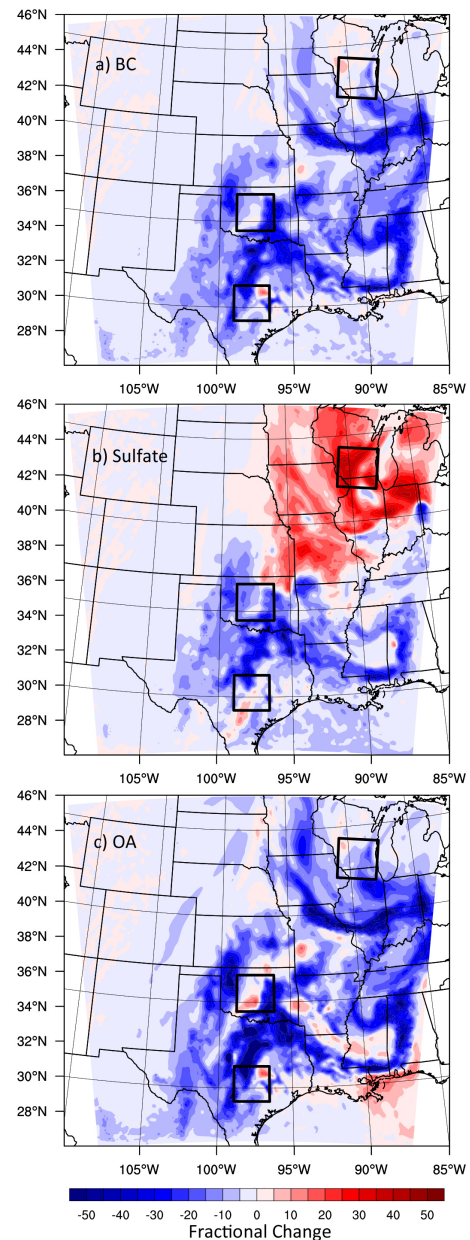 46°N
44°N
42°N
40°N
38°N
36°N
34°N
32°N
30°N
28°N
a) BC
105°W 100°W 95°W 90°W 85°W
46°N
44°N
42°N
40°N
38°N
36°N
34°N
32°N
30°N
28°N
b) Sulfate
105°W 100°W 95°W 90°W 85°W
46°N
44°N
42°N
40°N
38°N
36°N
34°N
32°N
30°N
28°N
c) OA
105°W 100°W 95°W 90°W 85°W
-50 -40 -30 -20 -10 0 10 20 30 40 50
Fractional Change